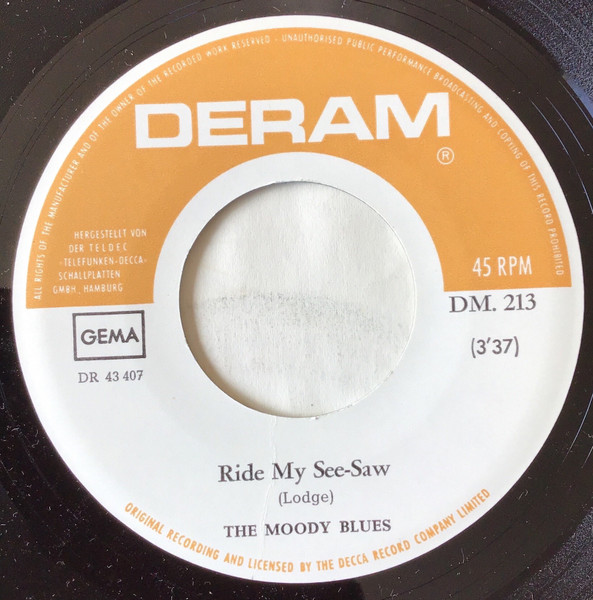 ALL RIGHTS OF THE MANUFACTURER AND OF THE OWNER OF THE RECORDED WORK RESERVED - UNAUTHORISED PUBLIC PERFORMANCE BROADCASTING AND COPYING OF THIS RECORD PROHIBITED
DERAM
®
HERGESTELLT VON
DER TELDEC
-TELEFUNKEN-DECCA-
SCHALLPLATTEN
GMBH., HAMBURG
45 RPM
DM. 213
GEMA
(3'37)
DR 43 407
Ride My See-Saw
(Lodge)
THE MOODY BLUES
ORIGINAL RECORDING AND LICENSED BY THE DECCA RECORD COMPANY LIMITED